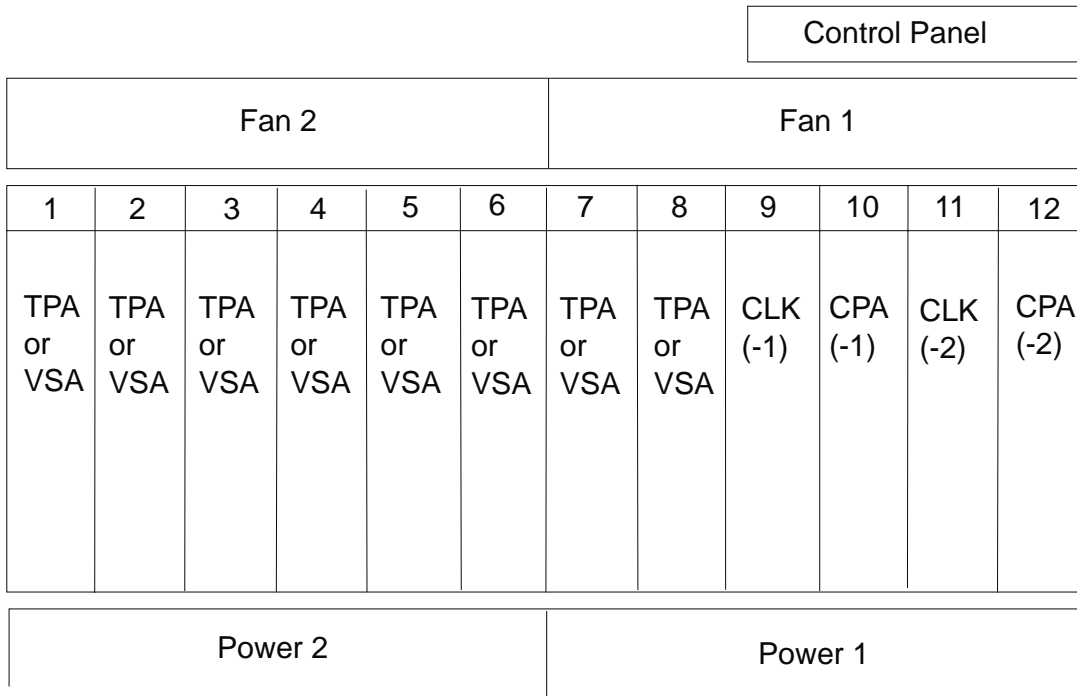 Control Panel
Fan 2 Fan 1
1 2 3 4 5 6 7 8 9 10 11 12
TPA TPA TPA TPA TPA TPA TPA TPA CLK CPA CLK CPA
or or or or or or or or (-1) (-1) (-2) (-2)
VSA VSA VSA VSA VSA VSA VSA VSA
Power 2 Power 1